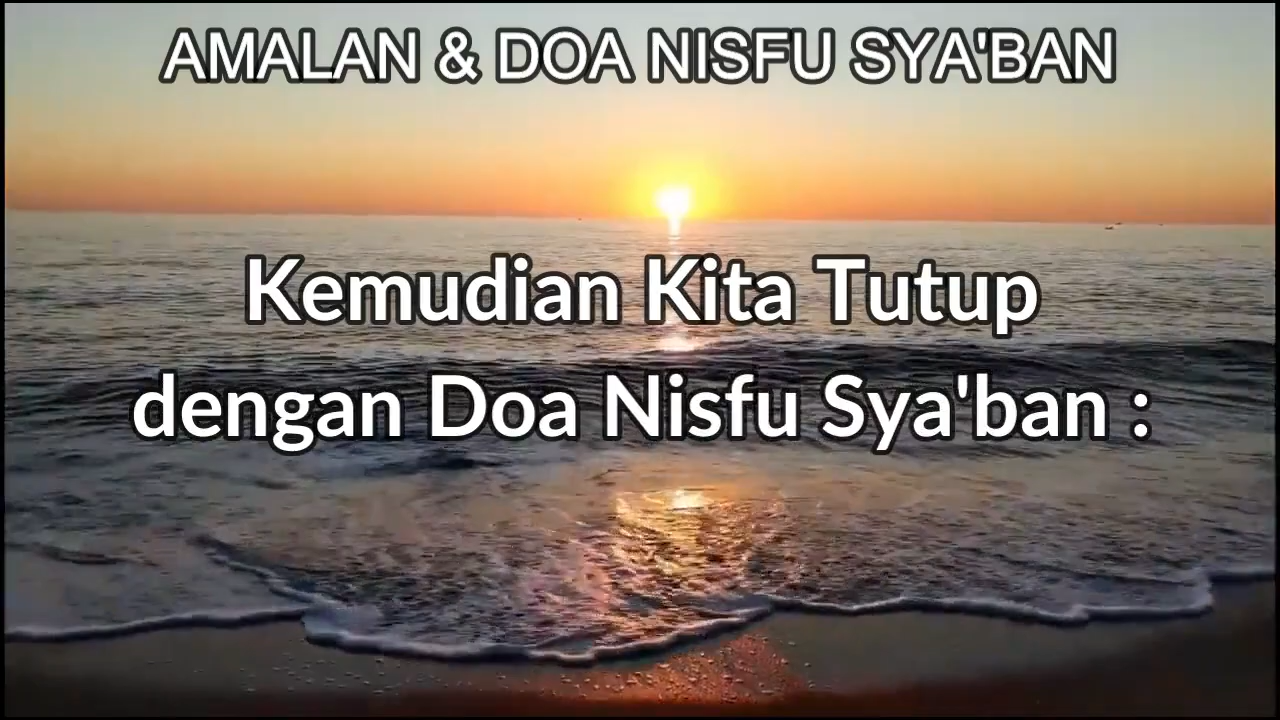 AMALAN & DOA NISFU SYA'BAN
Kemudian Kita Tutup
dengan Doa Nisfu Sya'ban :